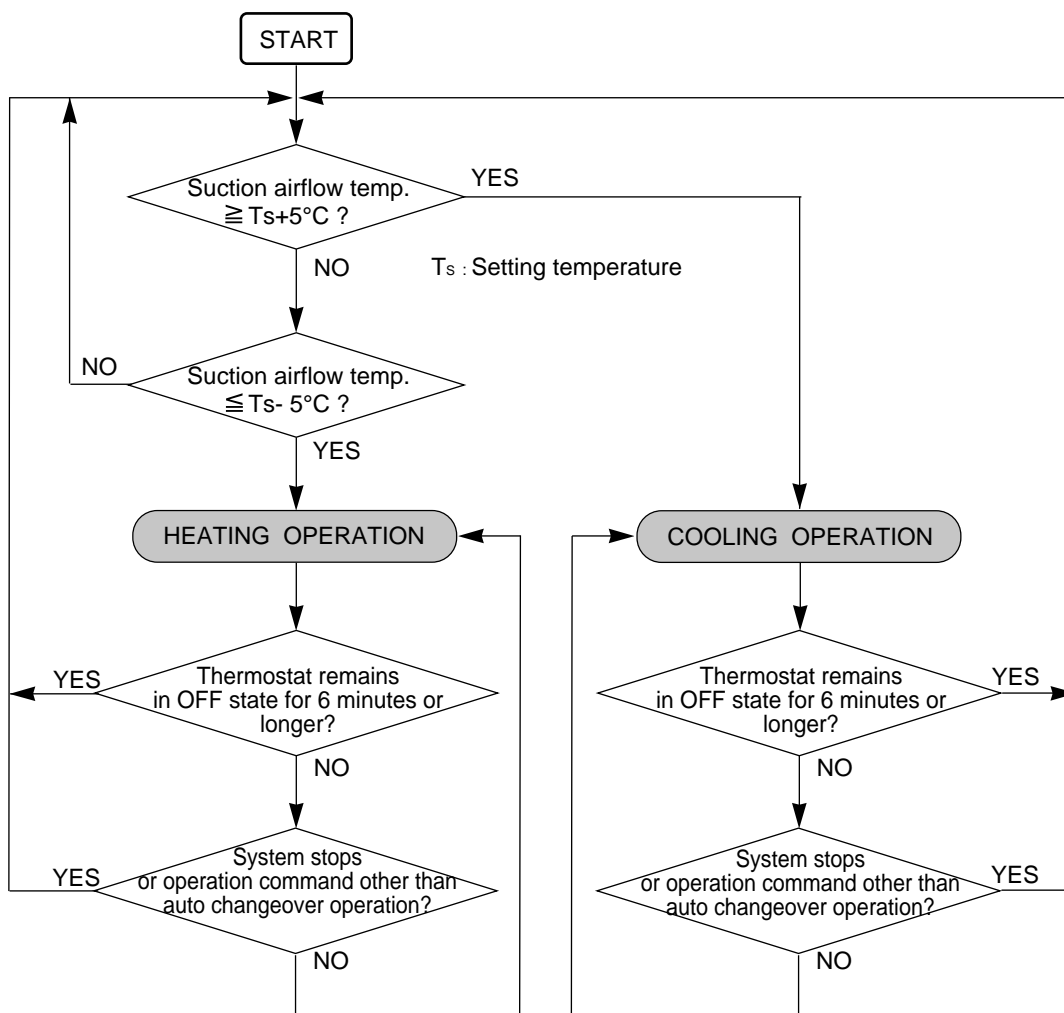 START
Suction airflow temp.
≧ Ts+5°C ?
YES
NO
Ts : Setting temperature
Suction airflow temp.
≦ Ts- 5°C ?
NO
YES
HEATING OPERATION
COOLING OPERATION
Thermostat remains
in OFF state for 6 minutes or
longer?
YES
NO
Thermostat remains
in OFF state for 6 minutes or
longer?
YES
NO
System stops
or operation command other than
auto changeover operation?
YES
NO
System stops
or operation command other than
auto changeover operation?
YES
NO